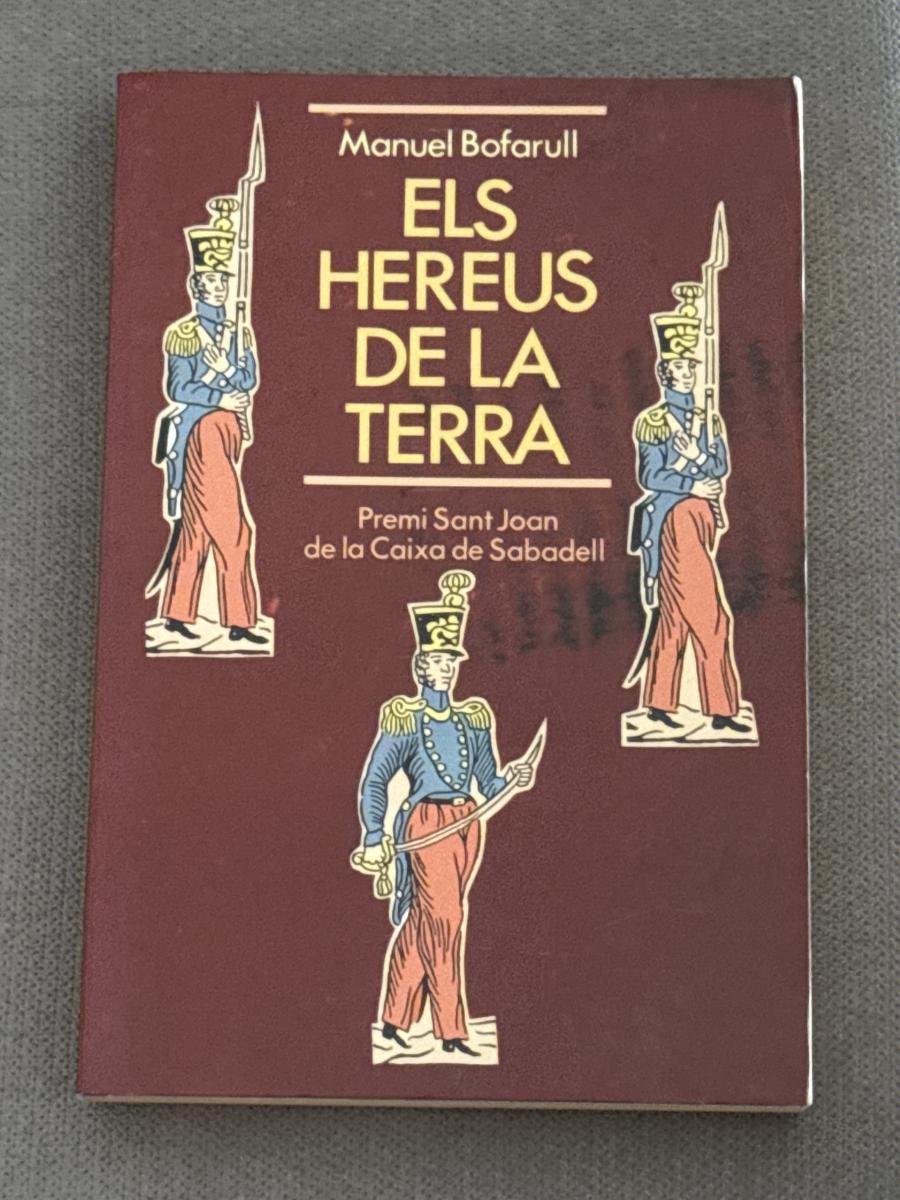 Manuel Bofarull
ELS
HEREUS
DE LA
TERRA
Premi Sant Joan
de la Caixa de Sabadell